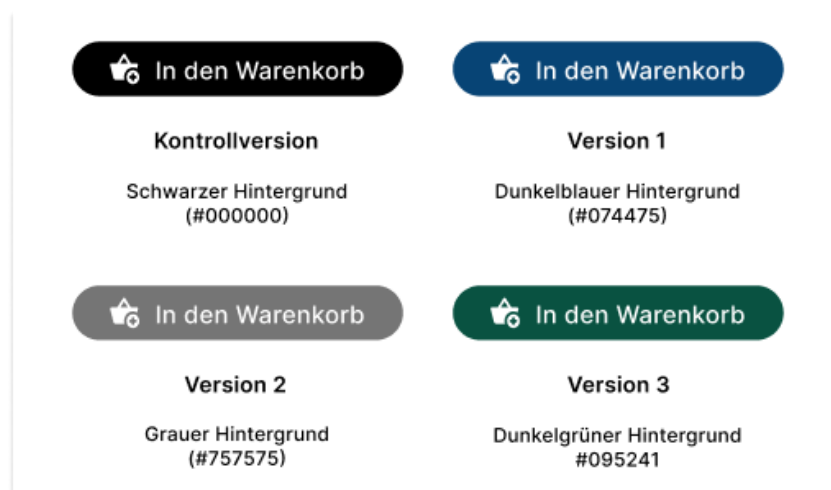 In den Warenkorb
Kontrollversion
Schwarzer Hintergrund
(#000000)
In den Warenkorb
Version 1
Dunkelblauer Hintergrund
(#074475)
In den Warenkorb
Version 2
Grauer Hintergrund
(#757575)
In den Warenkorb
Version 3
Dunkelgrüner Hintergrund
#095241